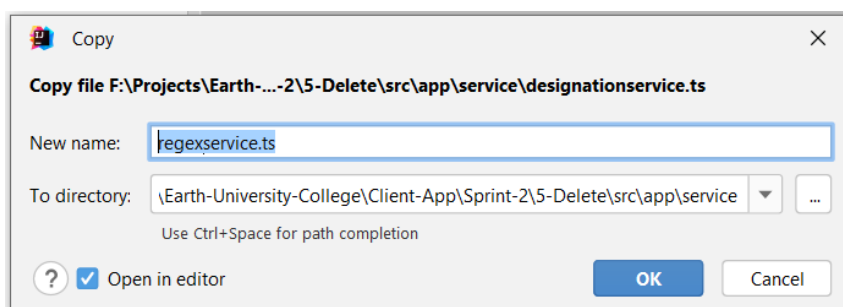 Copy
Copy file F:\Projects\Earth-...-2\5-Delete\src\app\service\designationservice.ts
New name: regexservice.ts
To directory: \Earth-University-College\Client-App\Sprint-2\5-Delete\src\app\service ...
Use Ctrl+Space for path completion
? Open in editor OK Cancel